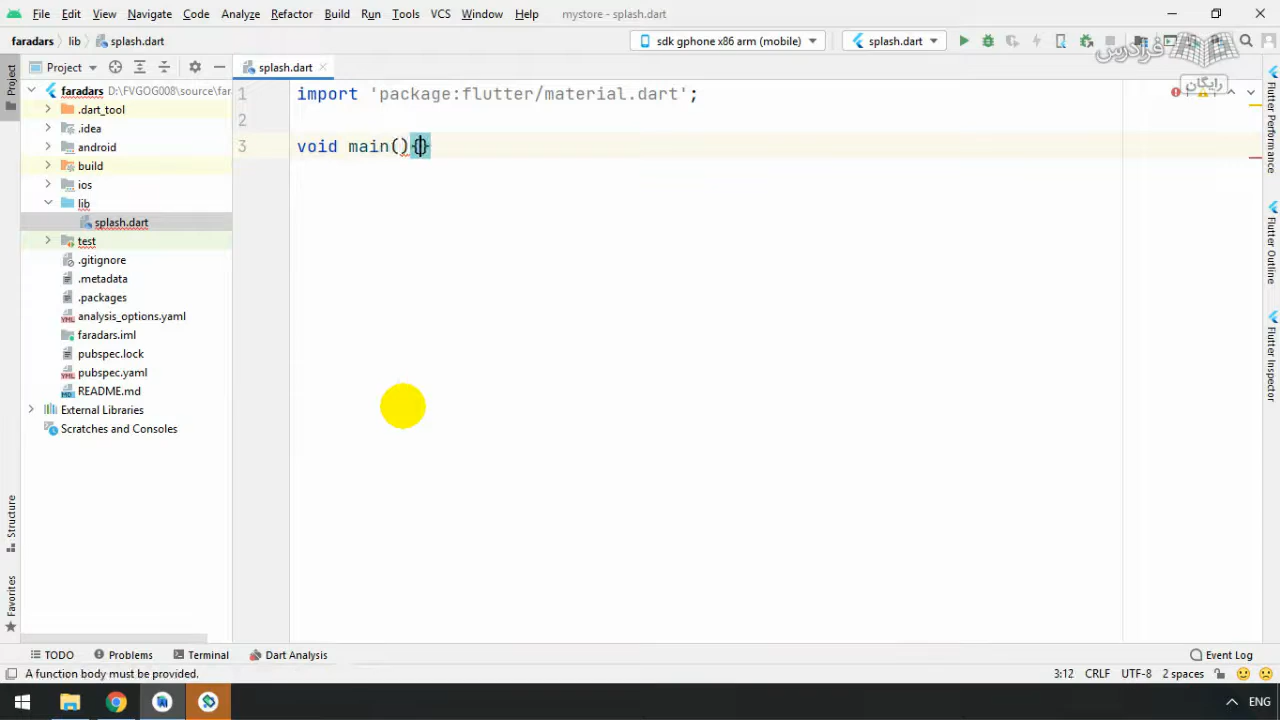 File Edit View Navigate Code Analyze Refactor Build Run Tools VCS Window Help mystore - splash.dart
faradars lib splash.dart sdk gphone x86 arm (mobile) splash.dart
فرادرس
رایگان
Project splash.dart
Project
faradars D:\FVGOG008\source\far
.dart_tool
.idea
android
build
ios
lib
splash.dart
test
.gitignore
.metadata
.packages
analysis_options.yaml
faradars.iml
pubspec.lock
pubspec.yaml
README.md
External Libraries
Scratches and Consoles
1 import 'package:flutter/material.dart';
2
3 void main(){}
Flutter Performance
Flutter Outline
Flutter Inspector
Structure
Favorites
TODO Problems Terminal Dart Analysis Event Log
A function body must be provided. 3:12 CRLF UTF-8 2 spaces
ENG